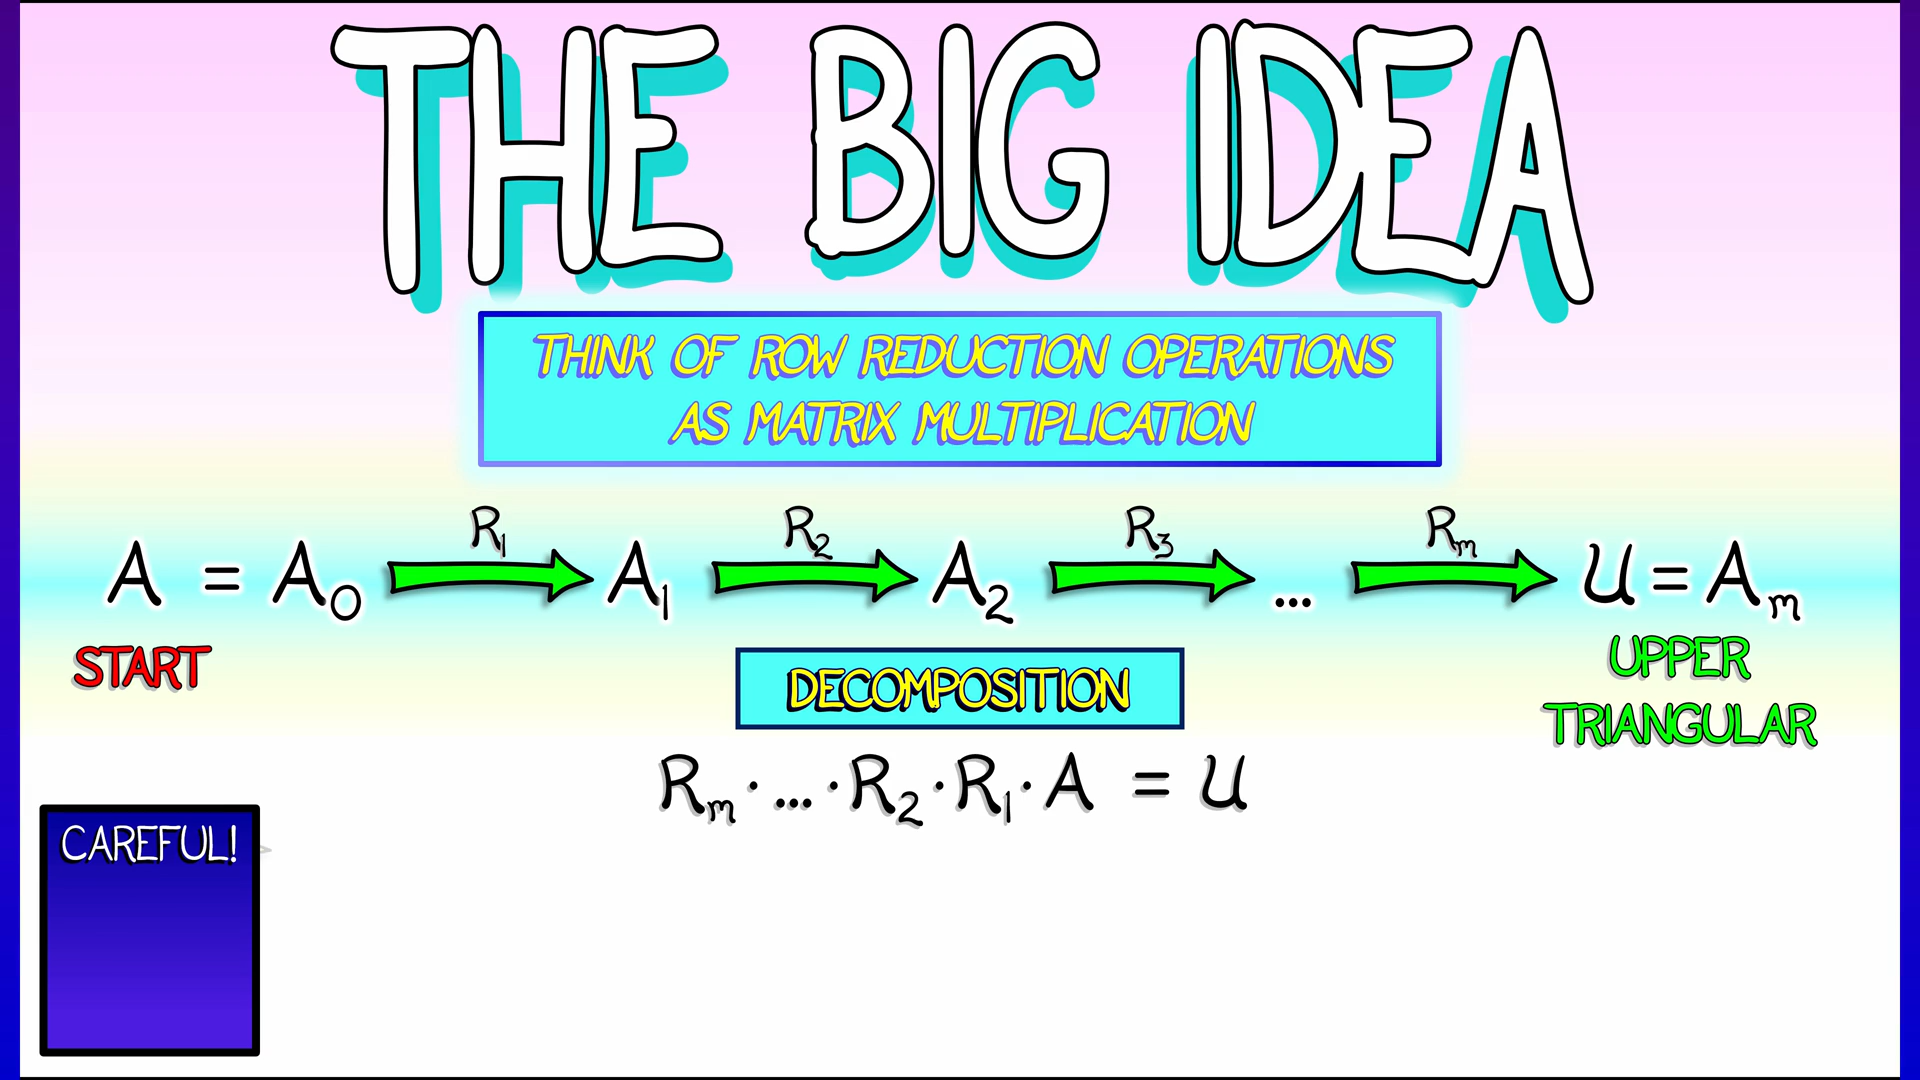 THE BIG IDEA
THINK OF ROW REDUCTION OPERATIONS
AS MATRIX MULTIPLICATION
R₁ R₂ R₃ Rₘ
A = A₀ A₁ A₂ ... U = Aₘ
START
UPPER
TRIANGULAR
DECOMPOSITION
Rₘ · ... · R₂ · R₁ · A = U
CAREFUL!